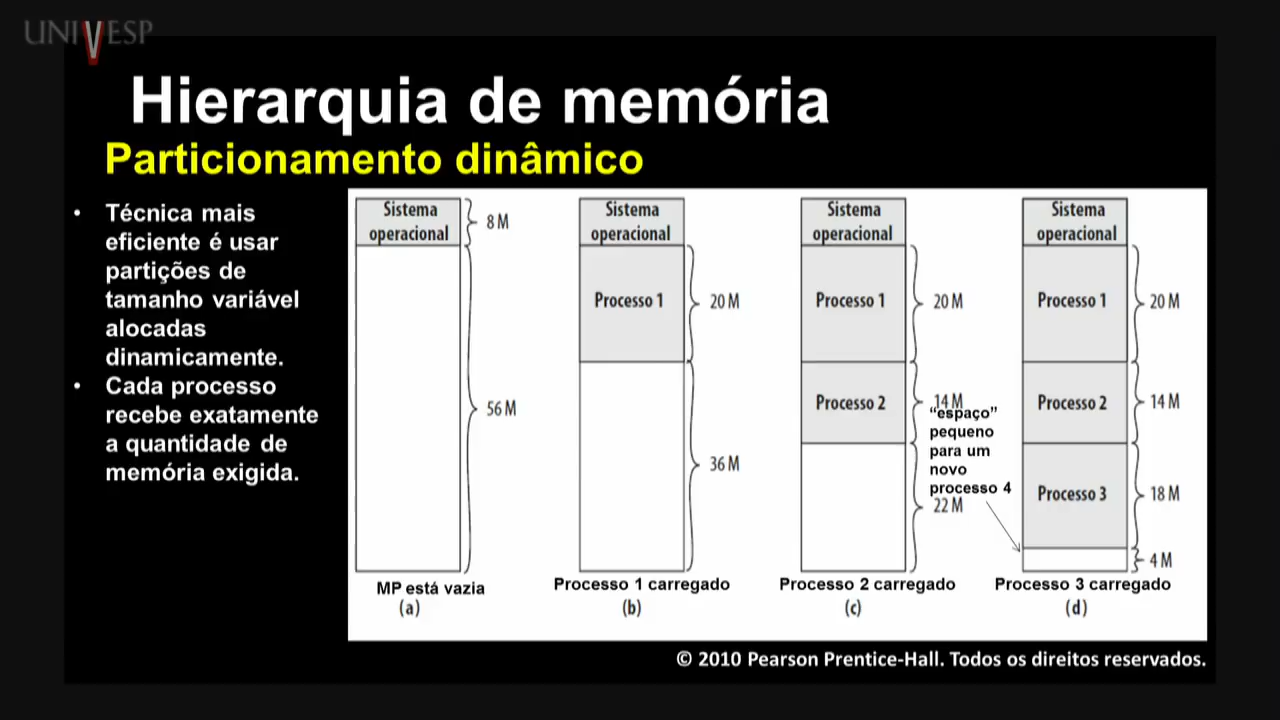 UNIVESP
Hierarquia de memória
Particionamento dinâmico
• Técnica mais
eficiente é usar
partições de
tamanho variável
alocadas
dinamicamente.
• Cada processo
recebe exatamente
a quantidade de
memória exigida.
Sistema
operacional
8 M
56 M
MP está vazia
(a)
Sistema
operacional
Processo 1
20 M
36 M
Processo 1 carregado
(b)
Sistema
operacional
Processo 1
20 M
Processo 2
14 M
22 M
Processo 2 carregado
(c)
“espaço”
pequeno
para um
novo
processo 4
Sistema
operacional
Processo 1
20 M
Processo 2
14 M
Processo 3
18 M
4 M
Processo 3 carregado
(d)
© 2010 Pearson Prentice-Hall. Todos os direitos reservados.